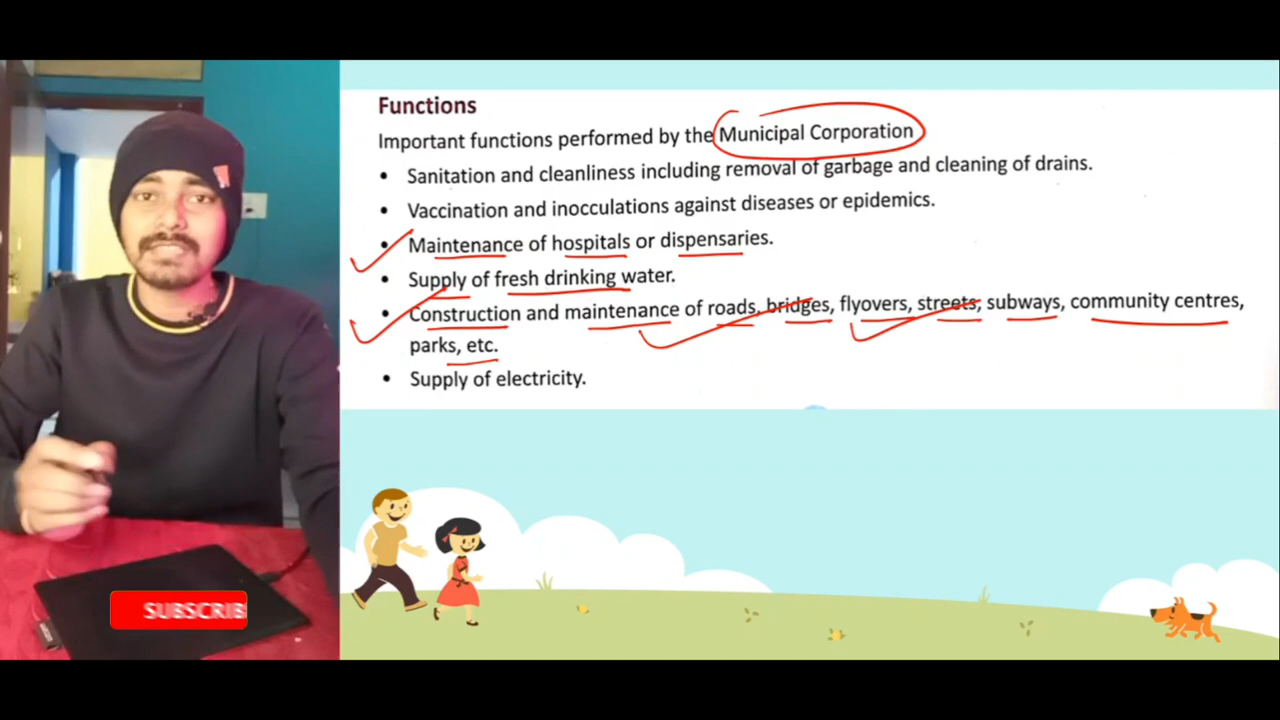 Functions
Important functions performed by the Municipal Corporation
• Sanitation and cleanliness including removal of garbage and cleaning of drains.
• Vaccination and inocculations against diseases or epidemics.
• Maintenance of hospitals or dispensaries.
• Supply of fresh drinking water.
• Construction and maintenance of roads, bridges, flyovers, streets, subways, community centres,
parks, etc.
• Supply of electricity.
SUBSCRIB